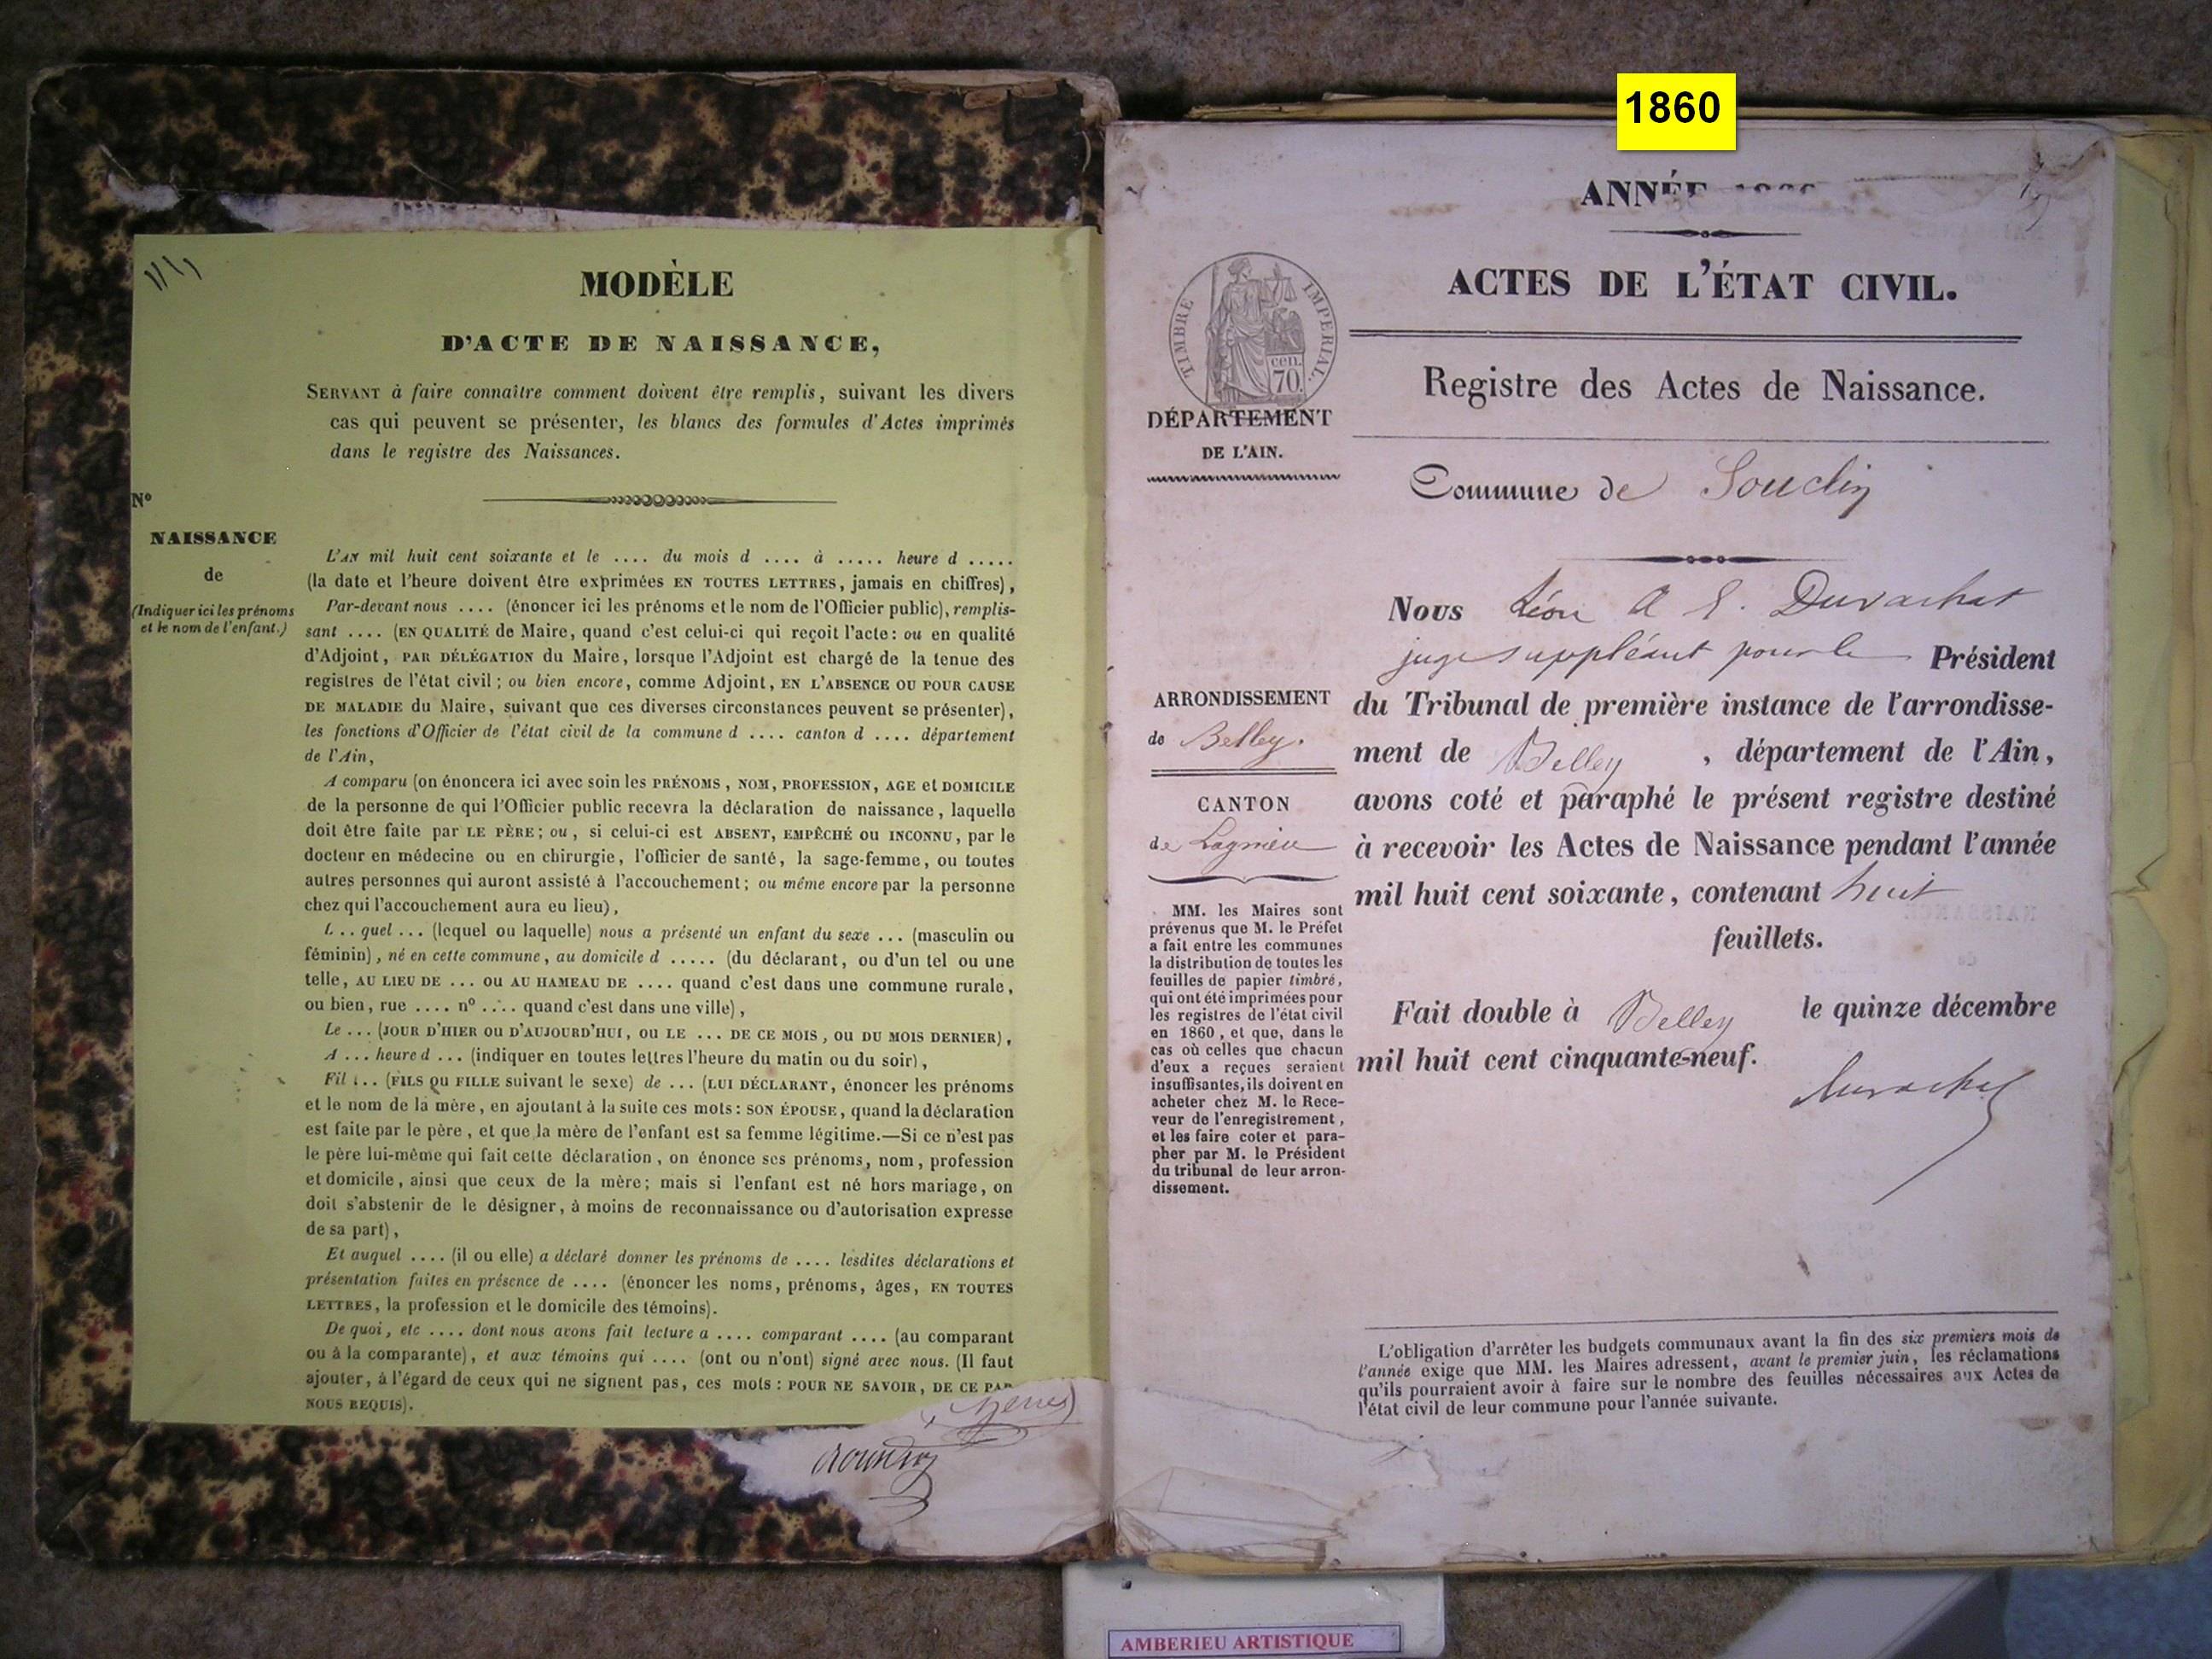 MODÈLE
D'ACTE DE NAISSANCE,
SERVANT à faire connaître comment doivent être remplis, suivant les divers
cas qui peuvent se présenter, les blancs des formules d'Actes imprimés
dans le registre des Naissances.
N°
NAISSANCE
de
(Indiquer ici les prénoms
et le nom de l'enfant.)
L'AN mil huit cent soixante et le .... du mois d .... à ..... heure d .....
(la date et l'heure doivent être exprimées EN TOUTES LETTRES, jamais en chiffres),
Par-devant nous .... (énoncer ici les prénoms et le nom de l'Officier public), remplis-
sant .... (EN QUALITÉ de Maire, quand c'est celui-ci qui reçoit l'acte: ou en qualité
d'Adjoint, PAR DÉLÉGATION du Maire, lorsque l'Adjoint est chargé de la tenue des
registres de l'état civil; ou bien encore, comme Adjoint, EN L'ABSENCE OU POUR CAUSE
DE MALADIE du Maire, suivant que ces diverses circonstances peuvent se présenter),
les fonctions d'Officier de l'état civil de la commune d .... canton d .... département
de l'Ain,
A comparu (on énoncera ici avec soin les PRÉNOMS, NOM, PROFESSION, AGE et DOMICILE
de la personne de qui l'Officier public recevra la déclaration de naissance, laquelle
doit être faite par LE PÈRE; ou, si celui-ci est ABSENT, EMPÊCHÉ OU INCONNU, par le
docteur en médecine ou en chirurgie, l'officier de santé, la sage-femme, ou toutes
autres personnes qui auront assisté à l'accouchement; ou même encore par la personne
chez qui l'accouchement aura eu lieu),
L .. quel ... (lequel ou laquelle) nous a présenté un enfant du sexe ... (masculin ou
féminin), né en cette commune, au domicile d ..... (du déclarant, ou d'un tel ou une
telle, AU LIEU DE ... OU AU HAMEAU DE .... quand c'est dans une commune rurale,
ou bien, rue .... n° .... quand c'est dans une ville),
Le ... (JOUR D'HIER OU D'AUJOURD'HUI, OU LE ... DE CE MOIS, OU DU MOIS DERNIER),
A ... heure d ... (indiquer en toutes lettres l'heure du matin ou du soir),
Fil ... (FILS OU FILLE suivant le sexe) de ... (LUI DÉCLARANT, énoncer les prénoms
et le nom de la mère, en ajoutant à la suite ces mots: SON ÉPOUSE, quand la déclaration
est faite par le père, et que la mère de l'enfant est sa femme légitime.—Si ce n'est pas
le père lui-même qui fait cette déclaration, on énonce ses prénoms, nom, profession
et domicile, ainsi que ceux de la mère; mais si l'enfant est né hors mariage, on
doit s'abstenir de le désigner, à moins de reconnaissance ou d'autorisation expresse
de sa part),
Et auquel .... (il ou elle) a déclaré donner les prénoms de .... lesdites déclarations et
présentation faites en présence de .... (énoncer les noms, prénoms, âges, EN TOUTES
LETTRES, la profession et le domicile des témoins).
De quoi, etc .... dont nous avons fait lecture a .... comparant .... (au comparant
ou à la comparante), et aux témoins qui .... (ont ou n'ont) signé avec nous. (Il faut
ajouter, à l'égard de ceux qui ne signent pas, ces mots: POUR NE SAVOIR, DE CE PAR
NOUS REQUIS).
1860
ANNÉE
ACTES DE L'ÉTAT CIVIL.
Registre des Actes de Naissance.
TIMBRE IMPERIAL.
cen.
70.
DÉPARTEMENT
DE L'AIN.
Commune de Souclin
Nous Léon A E. Duvachat
juge suppléant pour le Président
du Tribunal de première instance de l'arrondisse-
ment de Belley, département de l'Ain,
avons coté et paraphé le présent registre destiné
à recevoir les Actes de Naissance pendant l'année
mil huit cent soixante, contenant huit
feuillets.
Fait double à Belley le quinze décembre
mil huit cent cinquante-neuf.
Duvachat
ARRONDISSEMENT
de Belley.
CANTON
de Lagnieu
MM. les Maires sont
prévenus que M. le Préfet
a fait entre les communes
la distribution de toutes les
feuilles de papier timbré,
qui ont été imprimées pour
les registres de l'état civil
en 1860, et que, dans le
cas où celles que chacun
d'eux a reçues seraient
insuffisantes, ils doivent en
acheter chez M. le Rece-
veur de l'enregistrement,
et les faire coter et para-
pher par M. le Président
du tribunal de leur arron-
dissement.
L'obligation d'arrêter les budgets communaux avant la fin des six premiers mois de
l'année exige que MM. les Maires adressent, avant le premier juin, les réclamations
qu'ils pourraient avoir à faire sur le nombre des feuilles nécessaires aux Actes de
l'état civil de leur commune pour l'année suivante.
AMBERIEU ARTISTIQUE